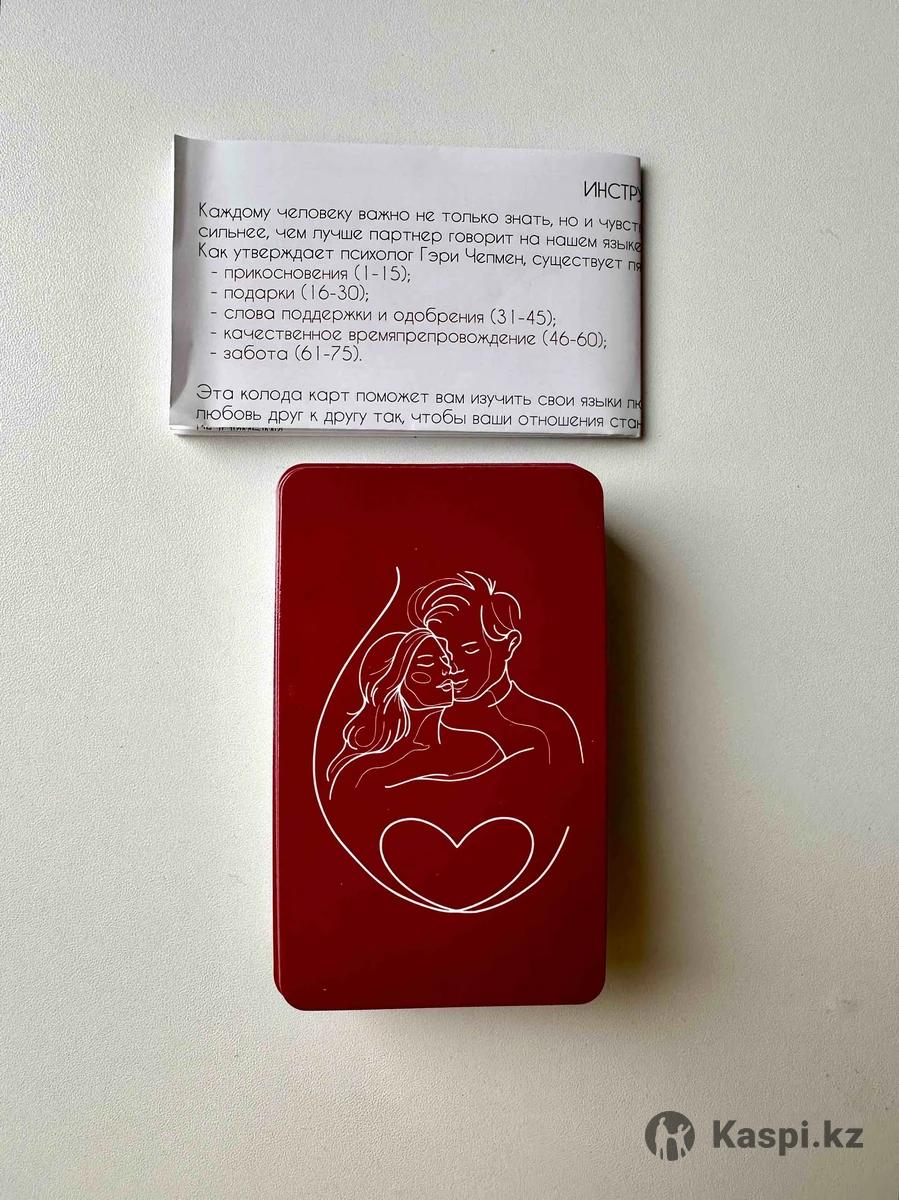 ИНСТРУ
Каждому человеку важно не только знать, но и чувст
сильнее, чем лучше партнер говорит на нашем языке
Как утверждает психолог Гэри Чепмен, существует пя
- прикосновения (1-15);
- подарки (16-30);
- слова поддержки и одобрения (31-45);
- качественное времяпрепровождение (46-60);
- забота (61-75).
Эта колода карт поможет вам изучить свои языки лю
любовь друг к другу так, чтобы ваши отношения стан
Kaspi.kz